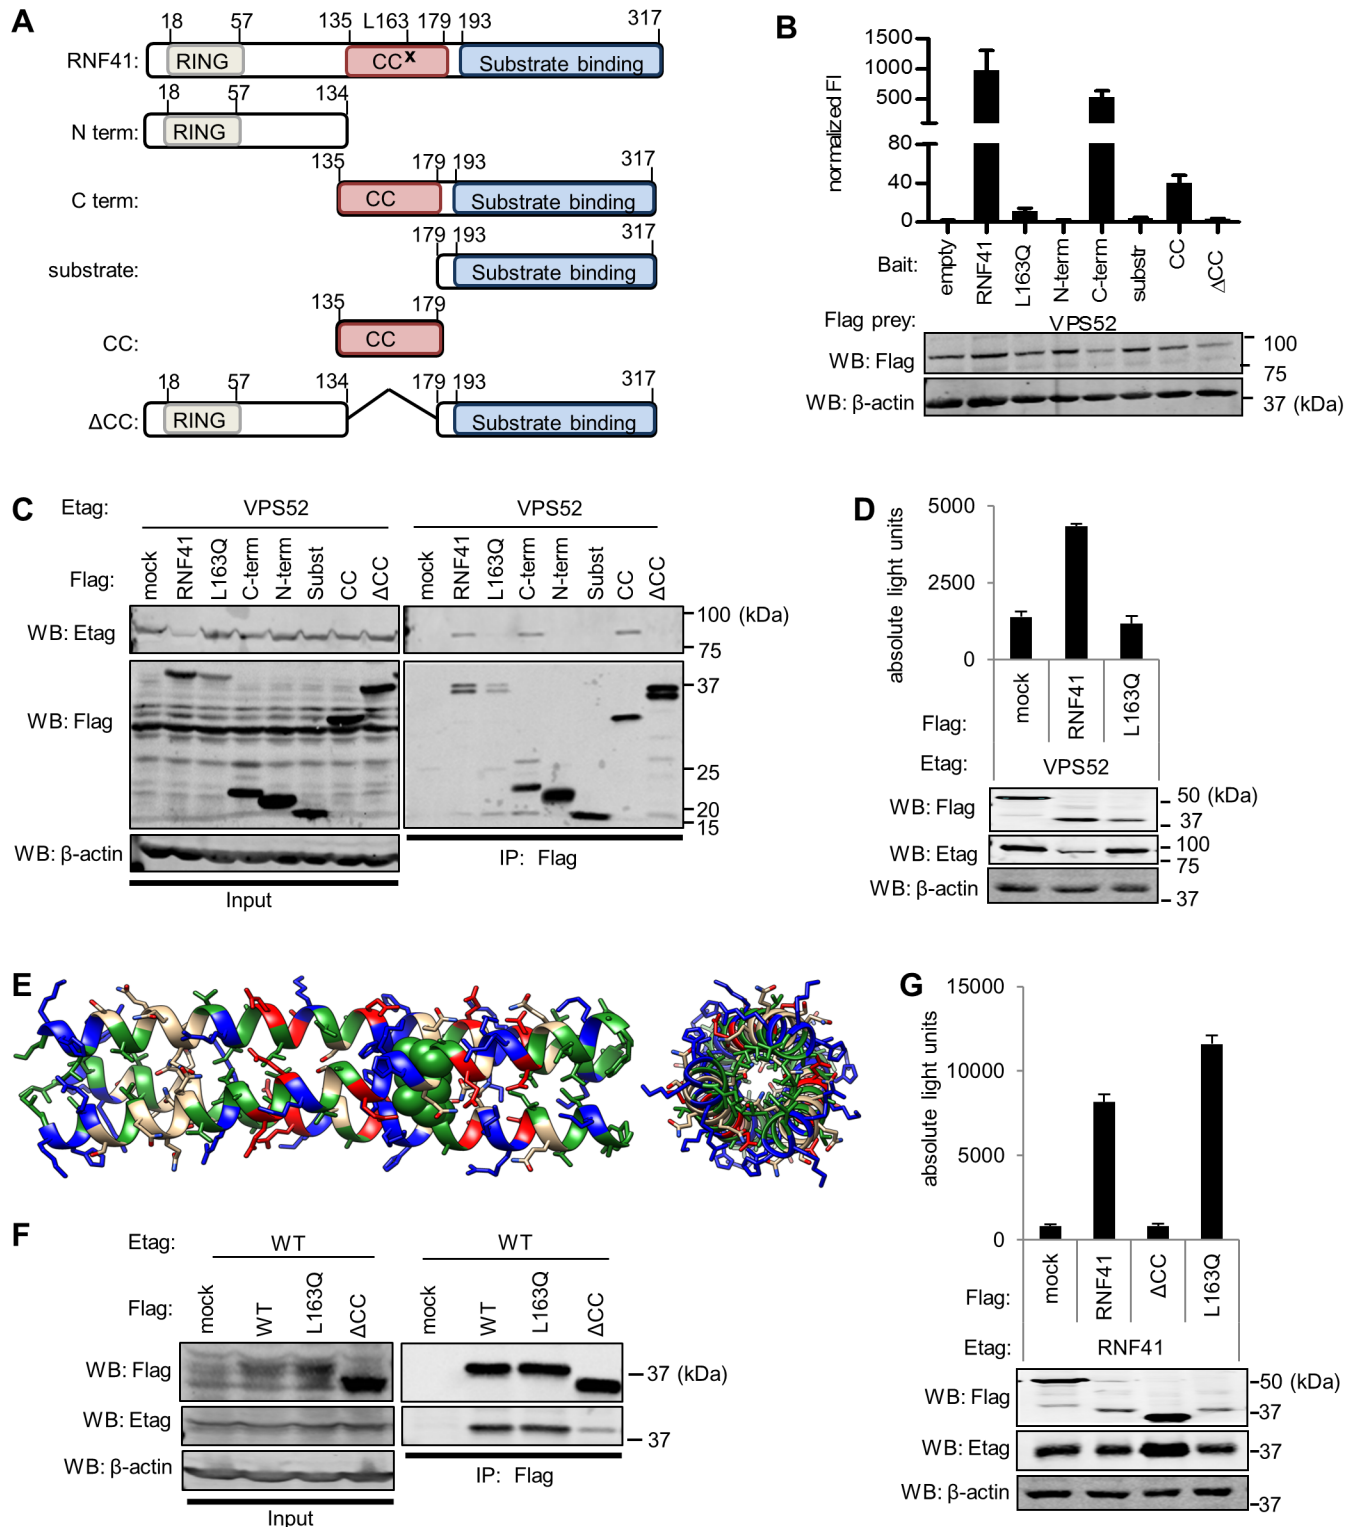 A
18 57 135 L163 179 193 317
RNF41: RING CC x Substrate binding
18 57 134
N term: RING
135 179 193 317
C term: CC Substrate binding
179 193 317
substrate: Substrate binding
135 179
CC: CC
18 57 134 179 193 317
ΔCC: RING Substrate binding
B
normalized FI
1500
1000
500
80
40
0
Bait: empty RNF41 L163Q N-term C-term substr CC ΔCC
Flag prey: VPS52
WB: Flag 100
75
WB: β-actin 37 (kDa)
C
Etag: VPS52 VPS52
Flag: mock RNF41 L163Q C-term N-term Subst CC ΔCC mock RNF41 L163Q C-term N-term Subst CC ΔCC
WB: Etag 100 (kDa)
75
WB: Flag 37
25
20
15
WB: β-actin
IP: Flag
Input
D
absolute light units
5000
2500
0
Flag: mock RNF41 L163Q
Etag: VPS52
WB: Flag 50 (kDa)
37
WB: Etag 100
75
WB: β-actin
37
E
F
Etag: WT WT
Flag: mock WT L163Q ΔCC mock WT L163Q ΔCC
WB: Flag 37 (kDa)
WB: Etag
37
WB: β-actin
IP: Flag
Input
G
absolute light units
15000
10000
5000
0
Flag: mock RNF41 ΔCC L163Q
Etag: RNF41
WB: Flag 50 (kDa)
37
WB: Etag 37
WB: β-actin
37